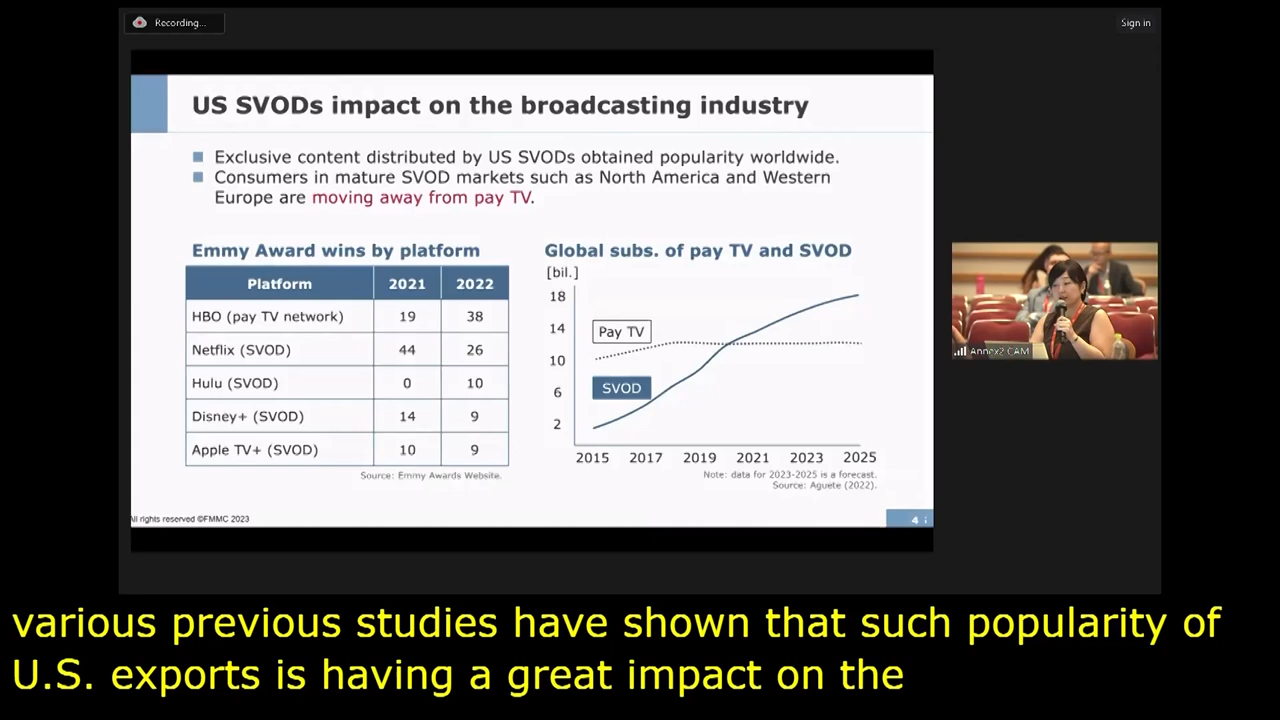 Recording...
Sign in
US SVODs impact on the broadcasting industry
Exclusive content distributed by US SVODs obtained popularity worldwide.
Consumers in mature SVOD markets such as North America and Western
Europe are moving away from pay TV.
Emmy Award wins by platform
Platform 2021 2022
HBO (pay TV network) 19 38
Netflix (SVOD) 44 26
Hulu (SVOD) 0 10
Disney+ (SVOD) 14 9
Apple TV+ (SVOD) 10 9
Source: Emmy Awards Website.
Global subs. of pay TV and SVOD
[bil.]
18
14
10
6
2
Pay TV
SVOD
2015 2017 2019 2021 2023 2025
Note: data for 2023-2025 is a forecast.
Source: Aguete (2022).
All rights reserved ©FMMC 2023
4
Annex2 CAM
various previous studies have shown that such popularity of
U.S. exports is having a great impact on the